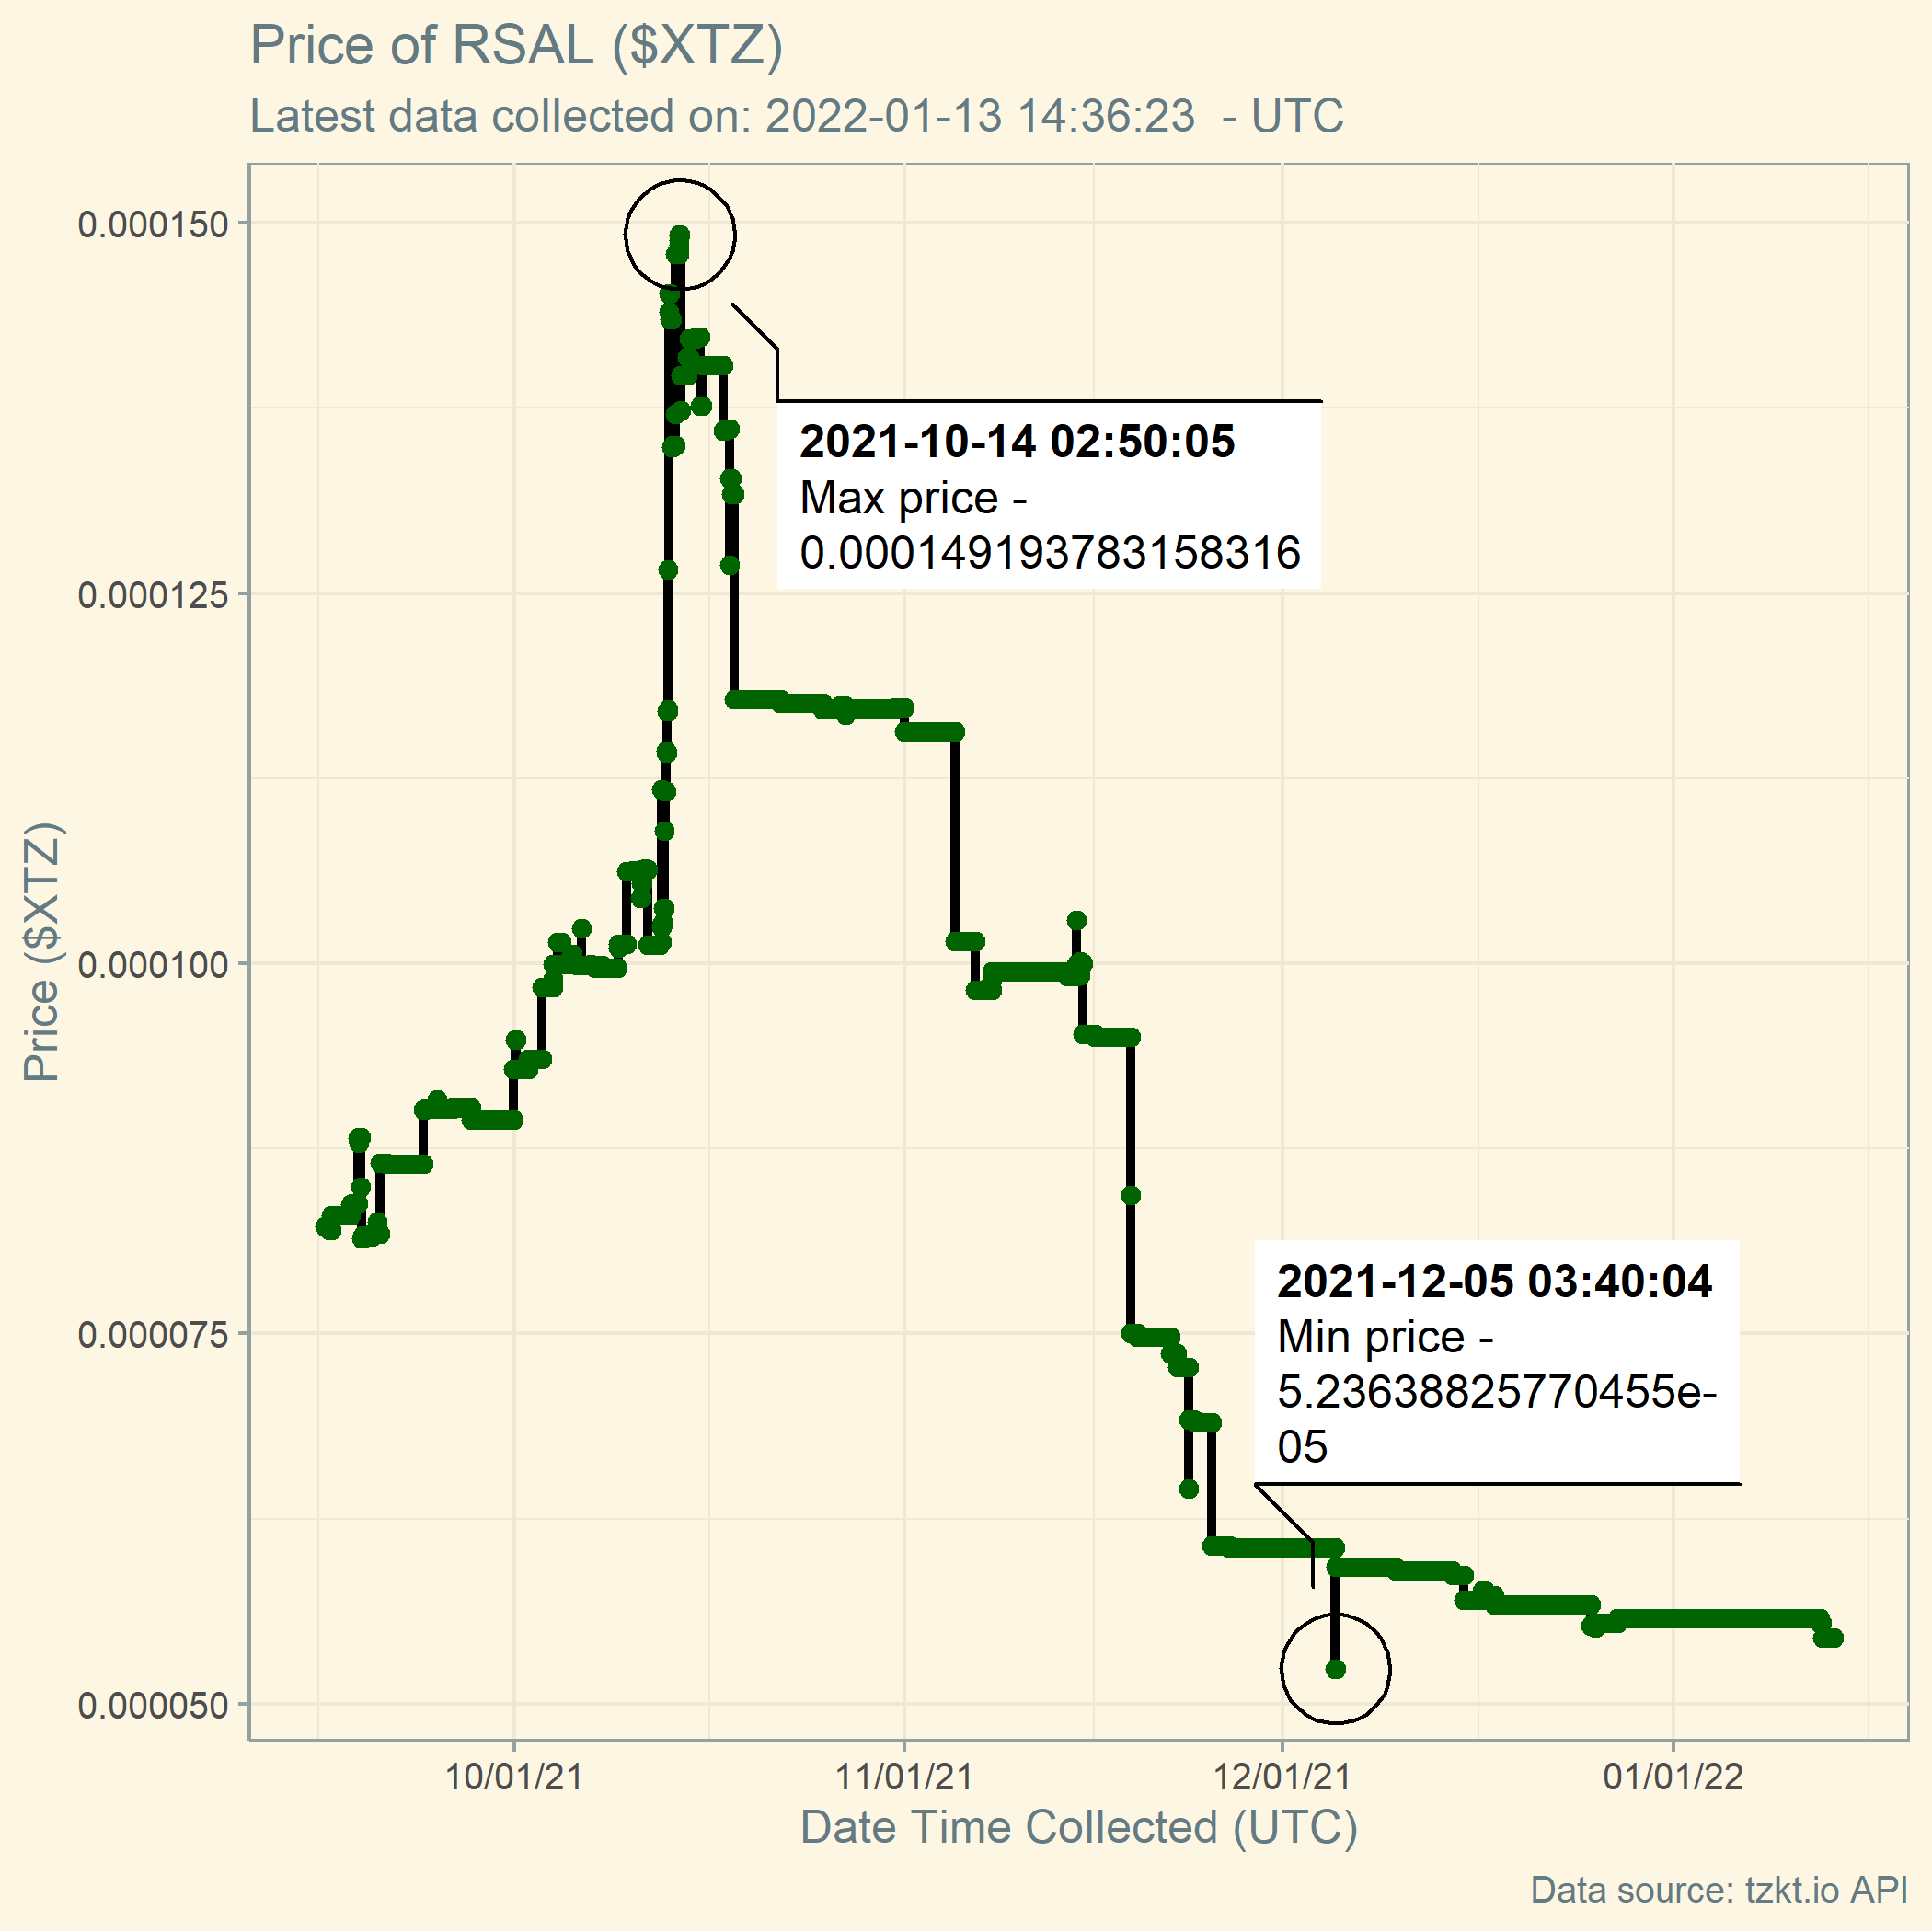 Price of RSAL ($XTZ)
Latest data collected on: 2022-01-13 14:36:23  - UTC
0.000150
0.000125
0.000100
0.000075
0.000050
Price ($XTZ)
2021-10-14 02:50:05
Max price -
0.000149193783158316
2021-12-05 03:40:04
Min price -
5.23638825770455e-
05
10/01/21
11/01/21
12/01/21
01/01/22
Date Time Collected (UTC)
Data source: tzkt.io API